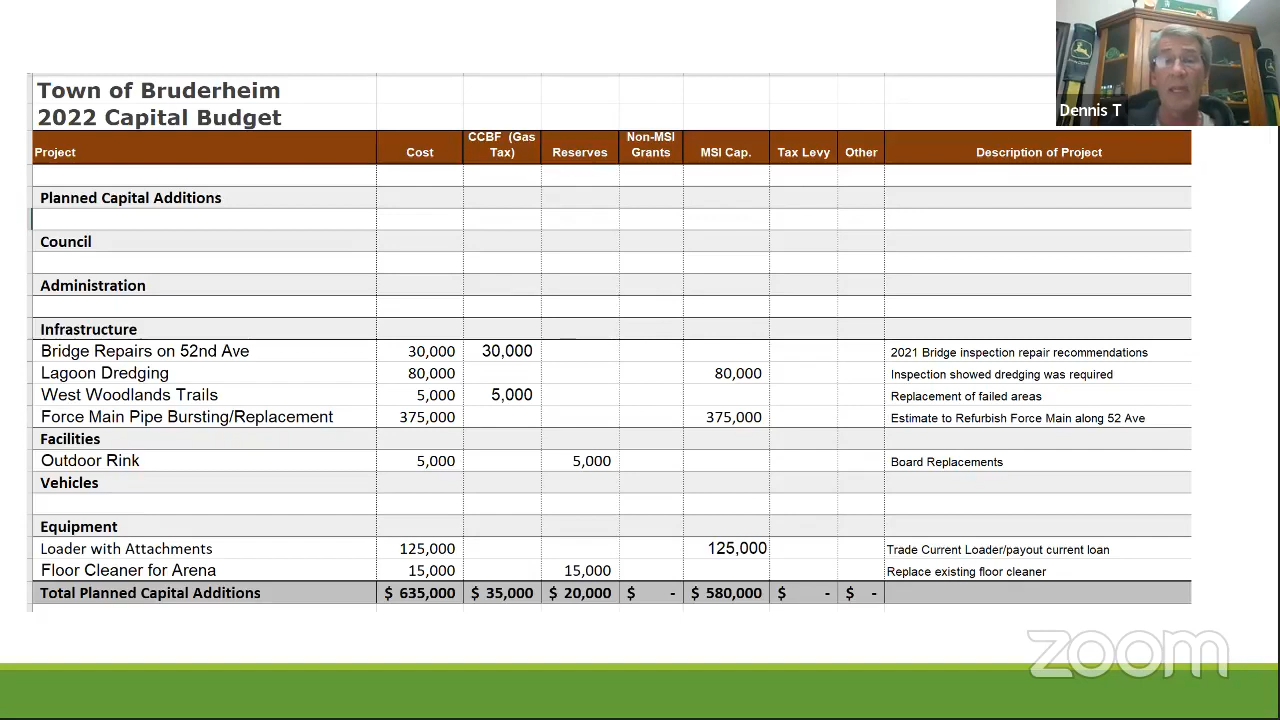 Town of Bruderheim
2022 Capital Budget
Dennis T
Project Cost CCBF (Gas Tax) Reserves Non-MSI Grants MSI Cap. Tax Levy Other Description of Project
Planned Capital Additions
Council
Administration
Infrastructure
Bridge Repairs on 52nd Ave 30,000 30,000 2021 Bridge inspection repair recommendations
Lagoon Dredging 80,000 80,000 Inspection showed dredging was required
West Woodlands Trails 5,000 5,000 Replacement of failed areas
Force Main Pipe Bursting/Replacement 375,000 375,000 Estimate to Refurbish Force Main along 52 Ave
Facilities
Outdoor Rink 5,000 5,000 Board Replacements
Vehicles
Equipment
Loader with Attachments 125,000 125,000 Trade Current Loader/payout current loan
Floor Cleaner for Arena 15,000 15,000 Replace existing floor cleaner
Total Planned Capital Additions $ 635,000 $ 35,000 $ 20,000 $ - $ 580,000 $ - $ -
zoom